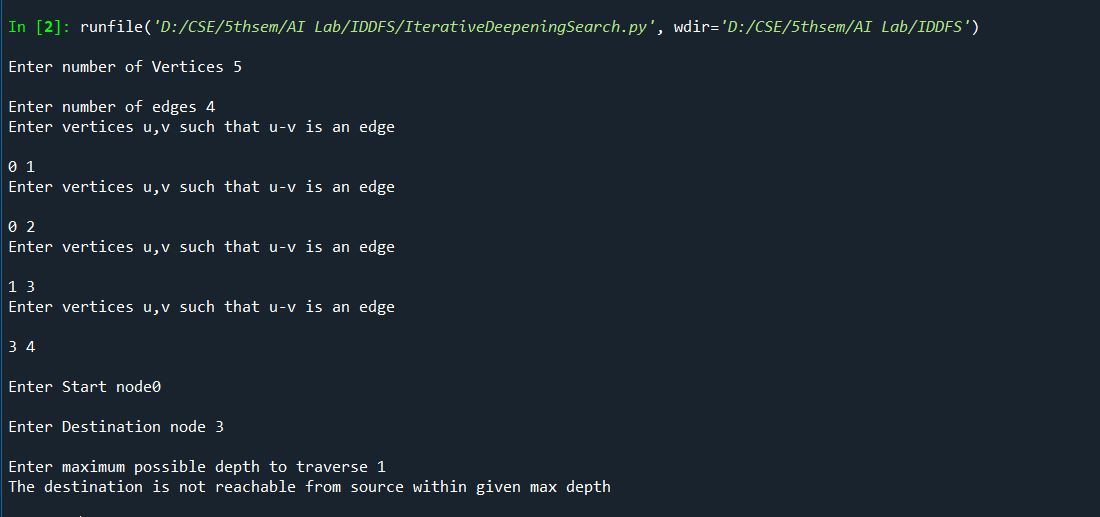 In [2]: runfile('D:/CSE/5thsem/AI Lab/IDDFS/IterativeDeepeningSearch.py', wdir='D:/CSE/5thsem/AI Lab/IDDFS')
Enter number of Vertices 5
Enter number of edges 4
Enter vertices u,v such that u-v is an edge
0 1
Enter vertices u,v such that u-v is an edge
0 2
Enter vertices u,v such that u-v is an edge
1 3
Enter vertices u,v such that u-v is an edge
3 4
Enter Start node0
Enter Destination node 3
Enter maximum possible depth to traverse 1
The destination is not reachable from source within given max depth